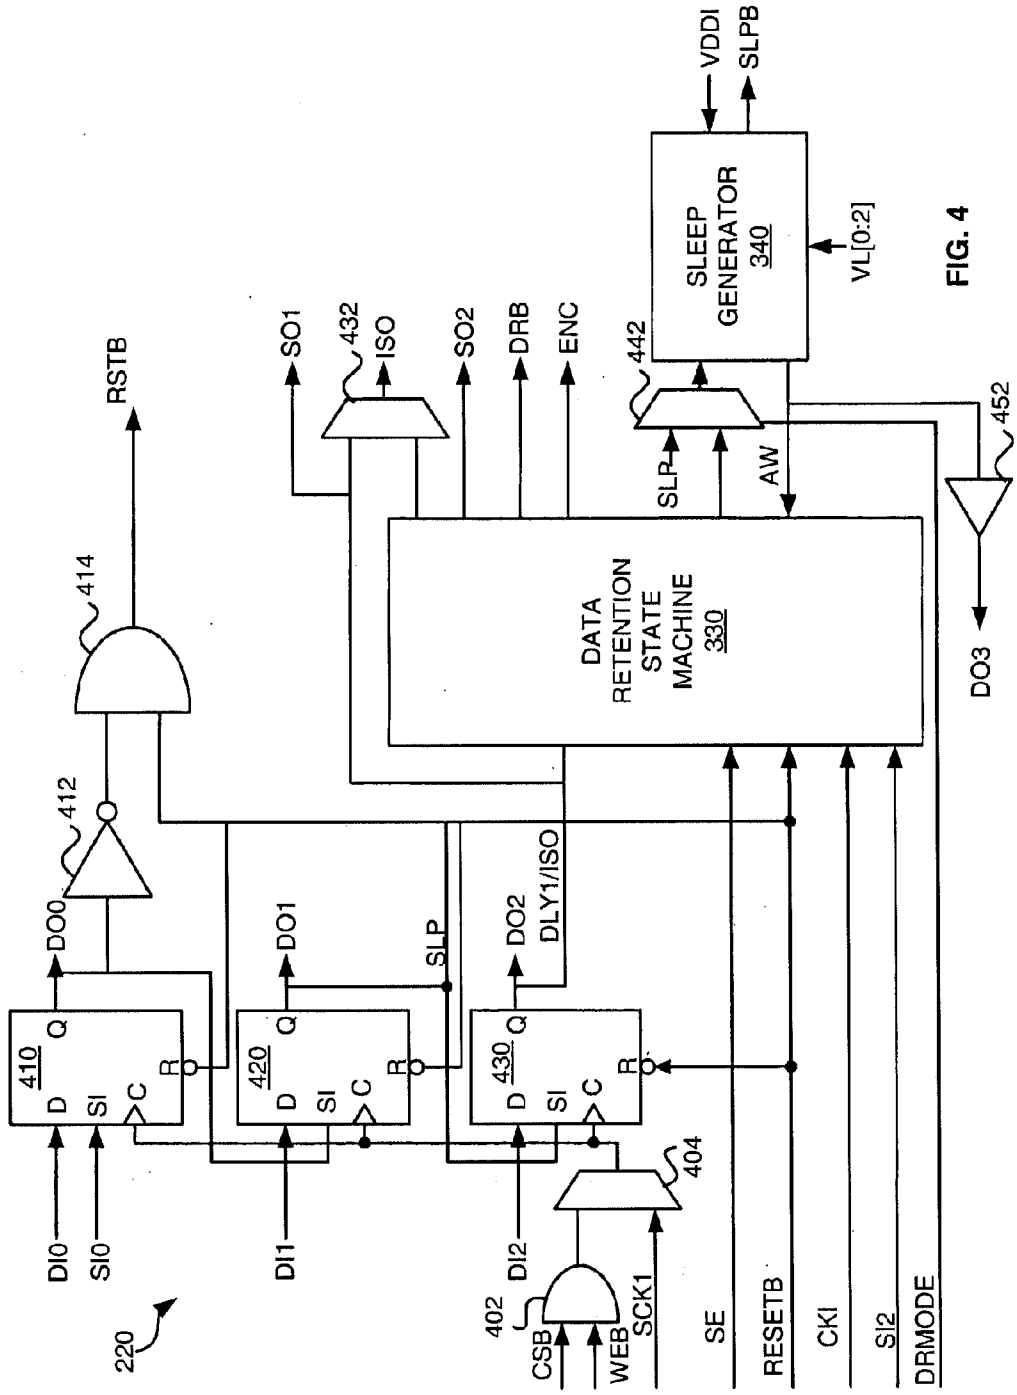 220
DI0
SI0
D
SI
410
Q
C
R
DO0
412
414
RSTB
DI1
D
SI
420
Q
C
R
DO1
SLP
DI2
D
SI
430
Q
C
R
DO2
DLY1/ISO
402
CSB
WEB
SCK1
404
SE
RESETB
CKI
SI2
DRMODE
DATA
RETENTION
STATE
MACHINE
330
SO1
432
ISO
SO2
DRB
ENC
442
SLP
AW
SLEEP
GENERATOR
340
VDDI
SLPB
VL[0:2]
452
DO3
FIG. 4